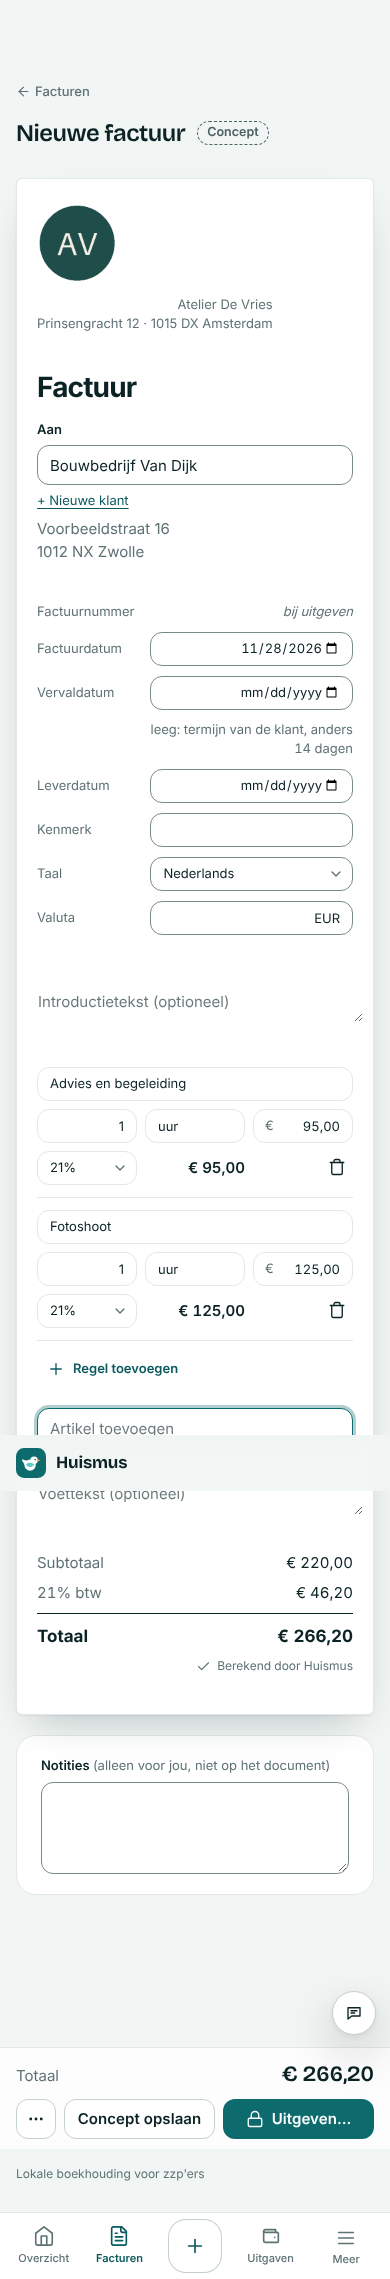 Facturen
Nieuwe factuur Concept
AV
Atelier De Vries
Prinsengracht 12 · 1015 DX Amsterdam
Factuur
Aan
Bouwbedrijf Van Dijk
+ Nieuwe klant
Voorbeeldstraat 16
1012 NX Zwolle
Factuurnummer bij uitgeven
Factuurdatum 11/28/2026
Vervaldatum mm/dd/yyyy
leeg: termijn van de klant, anders
14 dagen
Leverdatum mm/dd/yyyy
Kenmerk
Taal Nederlands
Valuta EUR
Introductietekst (optioneel)
Advies en begeleiding
1 uur € 95,00
21% € 95,00
Fotoshoot
1 uur € 125,00
21% € 125,00
Regel toevoegen
Artikel toevoegen
Huismus
Voettekst (optioneel)
Subtotaal € 220,00
21% btw € 46,20
Totaal € 266,20
Berekend door Huismus
Notities (alleen voor jou, niet op het document)
Totaal € 266,20
Concept opslaan Uitgeven...
Lokale boekhouding voor zzp'ers
Overzicht Facturen Uitgaven Meer